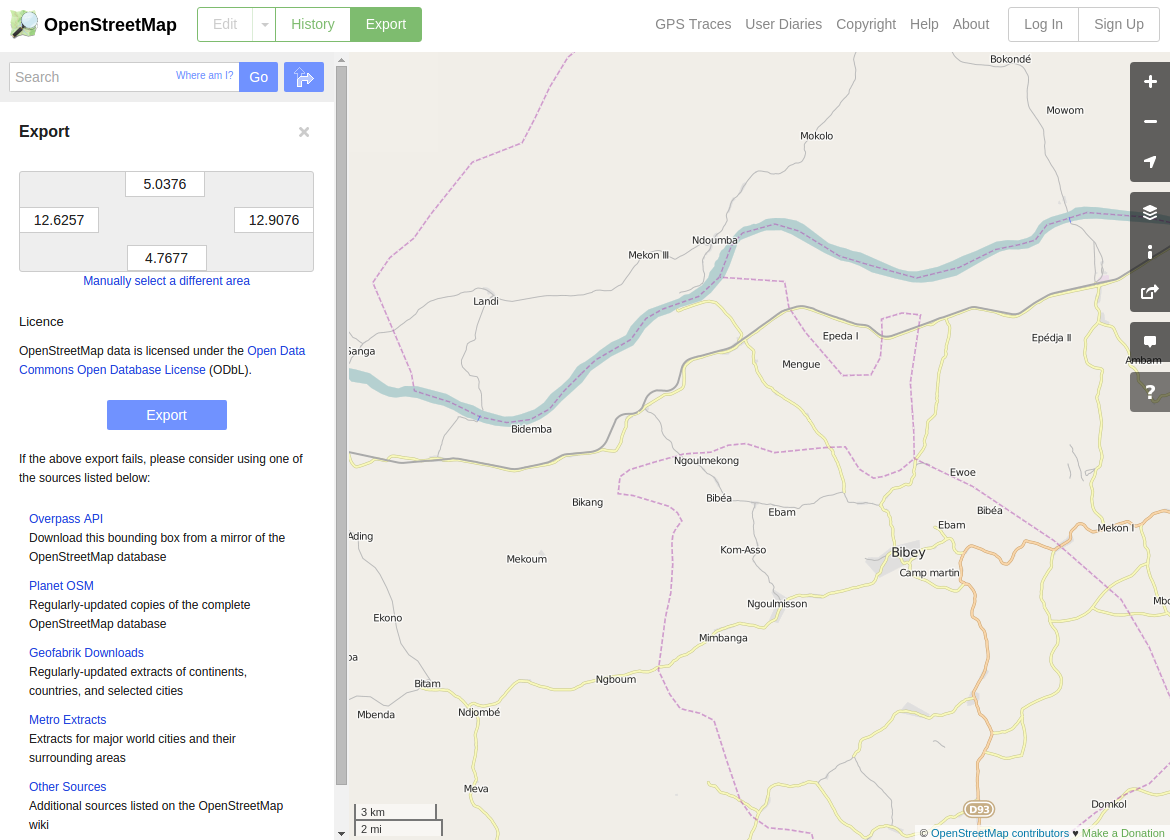 OpenStreetMap
Edit
History
Export
GPS Traces
User Diaries
Copyright
Help
About
Log In
Sign Up
Search
Where am I?
Go
Export
5.0376
12.6257
12.9076
4.7677
Manually select a different area
Licence
OpenStreetMap data is licensed under the Open Data
Commons Open Database License (ODbL).
Export
If the above export fails, please consider using one of
the sources listed below:
Overpass API
Download this bounding box from a mirror of the
OpenStreetMap database
Planet OSM
Regularly-updated copies of the complete
OpenStreetMap database
Geofabrik Downloads
Regularly-updated extracts of continents,
countries, and selected cities
Metro Extracts
Extracts for major world cities and their
surrounding areas
Other Sources
Additional sources listed on the OpenStreetMap
wiki
Bokondé
Mowom
Mokolo
Ndoumba
Mekon III
Landi
Epeda I
Epédja II
Sanga
Mengue
Ambam
Bidemba
Ngoulmekong
Ewoe
Bikang
Bibéa
Ebam
Bibéa
Ebam
Mekon I
Ading
Kom-Asso
Bibey
Mekoum
Camp martin
Ngoulmisson
Ekono
Mimbanga
Ngboum
Bitam
Mbenda
Ndjombé
Meva
Domkol
D93
3 km
2 mi
© OpenStreetMap contributors ♥ Make a Donation